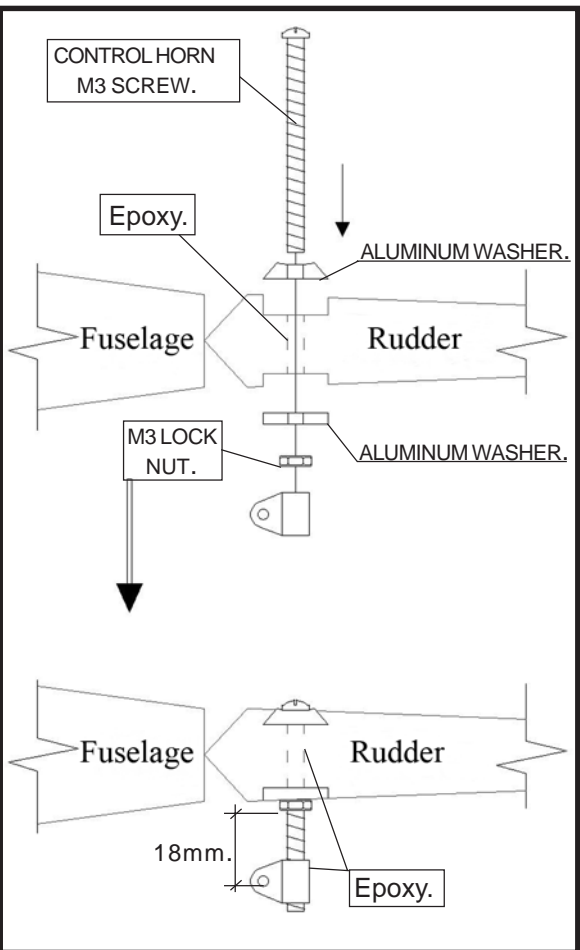 CONTROL HORN
M3 SCREW.
Epoxy.
ALUMINUM WASHER.
Fuselage
Rudder
M3 LOCK
NUT.
ALUMINUM WASHER.
Fuselage
Rudder
18mm.
Epoxy.